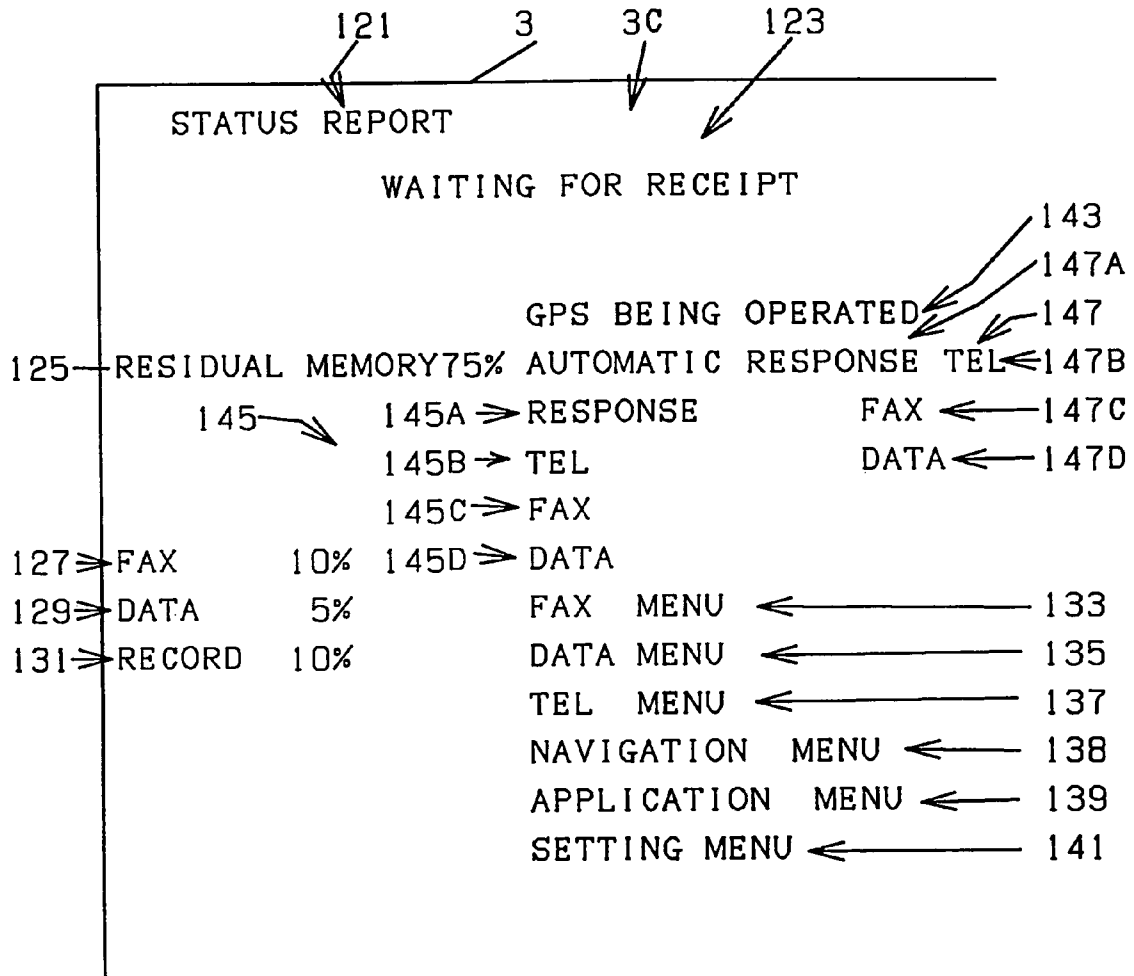 121 3 3C 123
STATUS REPORT
WAITING FOR RECEIPT
143
147A
GPS BEING OPERATED 147
125 RESIDUAL MEMORY 75% AUTOMATIC RESPONSE TEL 147B
145 145A RESPONSE FAX 147C
145B TEL DATA 147D
145C FAX
127 FAX 10% 145D DATA
129 DATA 5% FAX MENU 133
131 RECORD 10% DATA MENU 135
TEL MENU 137
NAVIGATION MENU 138
APPLICATION MENU 139
SETTING MENU 141